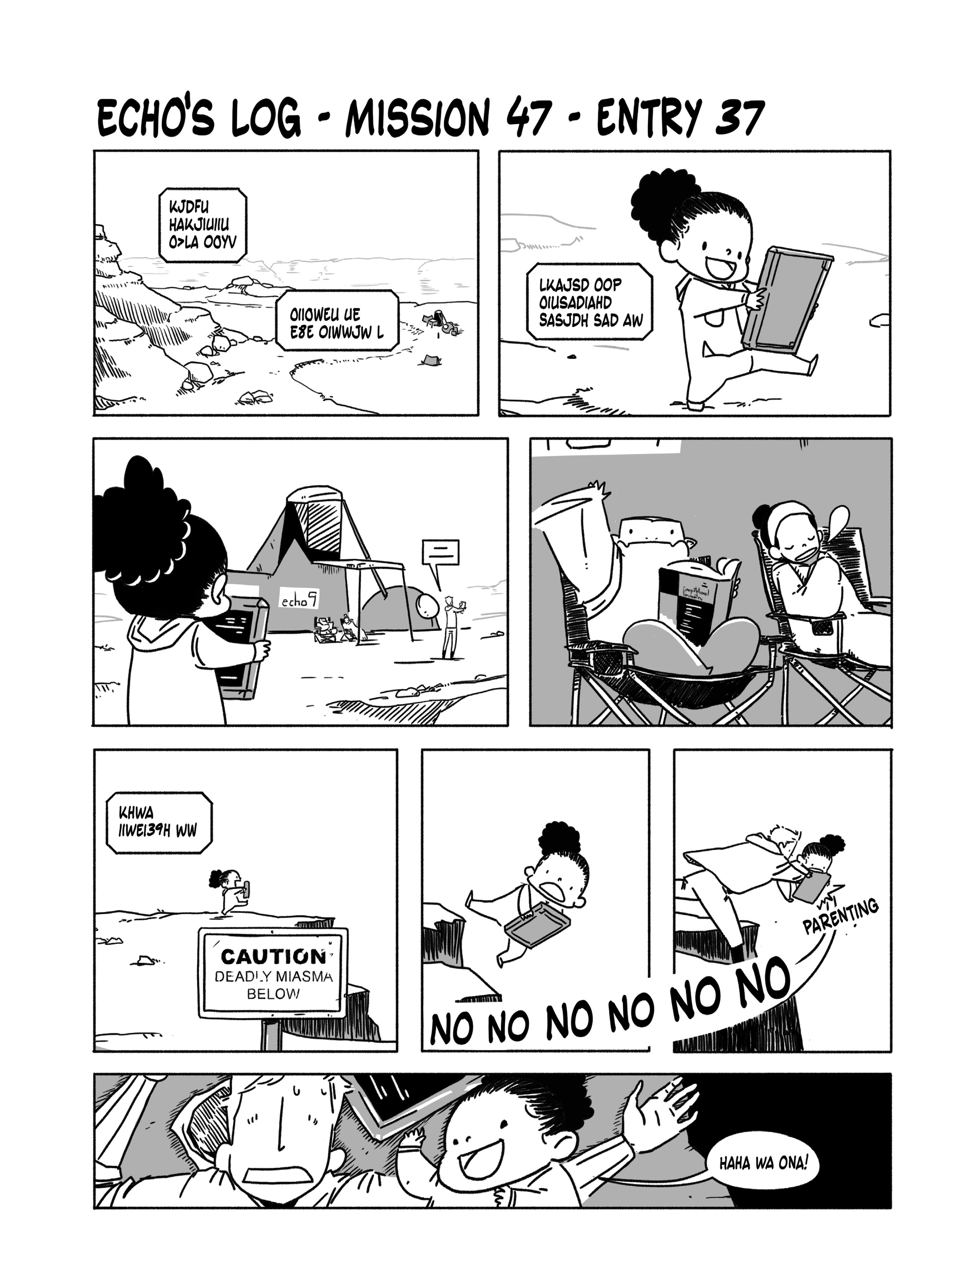 ECHO'S LOG - MISSION 47 - ENTRY 37
KJDFU
HAKJIUIIU
O>LA OOYV
OIIOWEU UE
E8E OIWWJW L
LKAJSD OOP
OIUSADIAHD
SASJDH SAD AW
echo9
KHWA
IIWEI39H WW
CAUTION
DEADLY MIASMA
BELOW
PARENTING
NO NO NO NO NO NO
HAHA WA ONA!